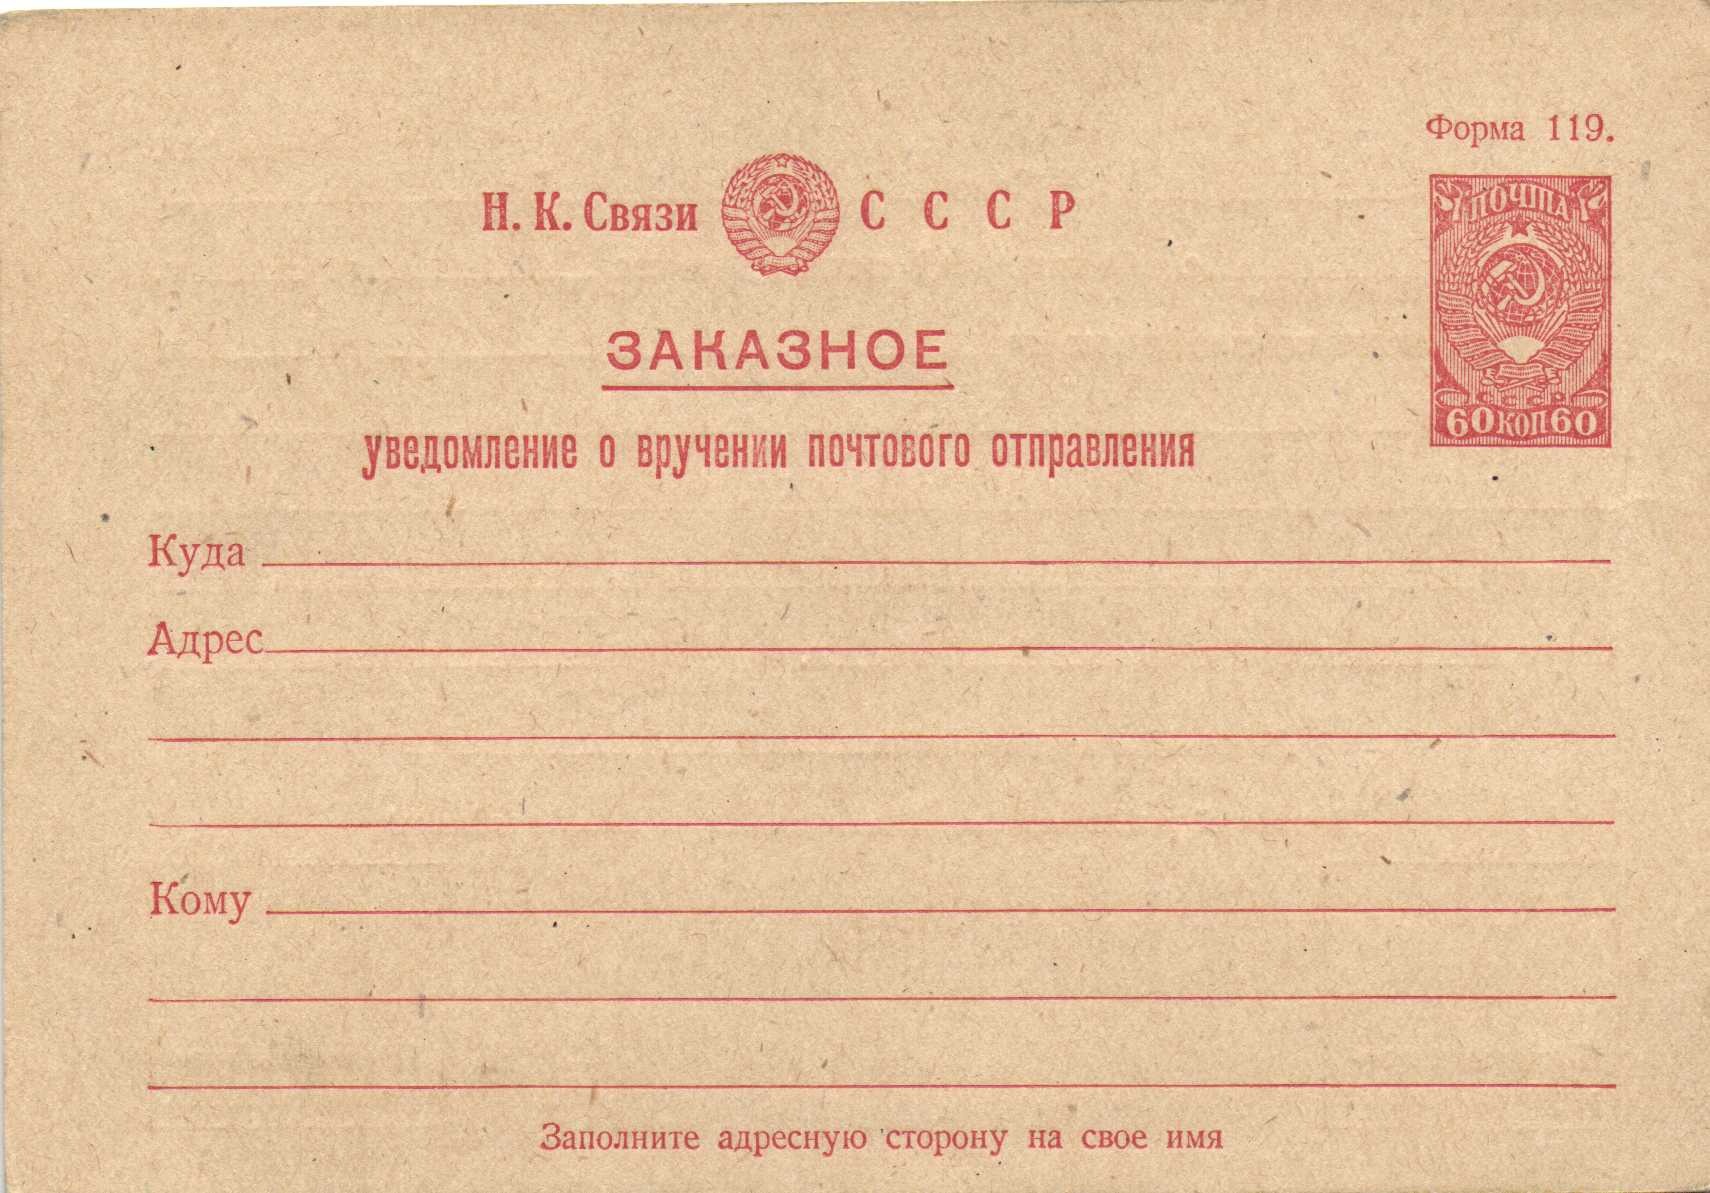 Форма 119.
Н. К. Связи С С С Р
ПОЧТА
ЗАКАЗНОЕ
СССР
60 КОП 60
уведомление о вручении почтового отправления
Куда
Адрес
Кому
Заполните адресную сторону на свое имя